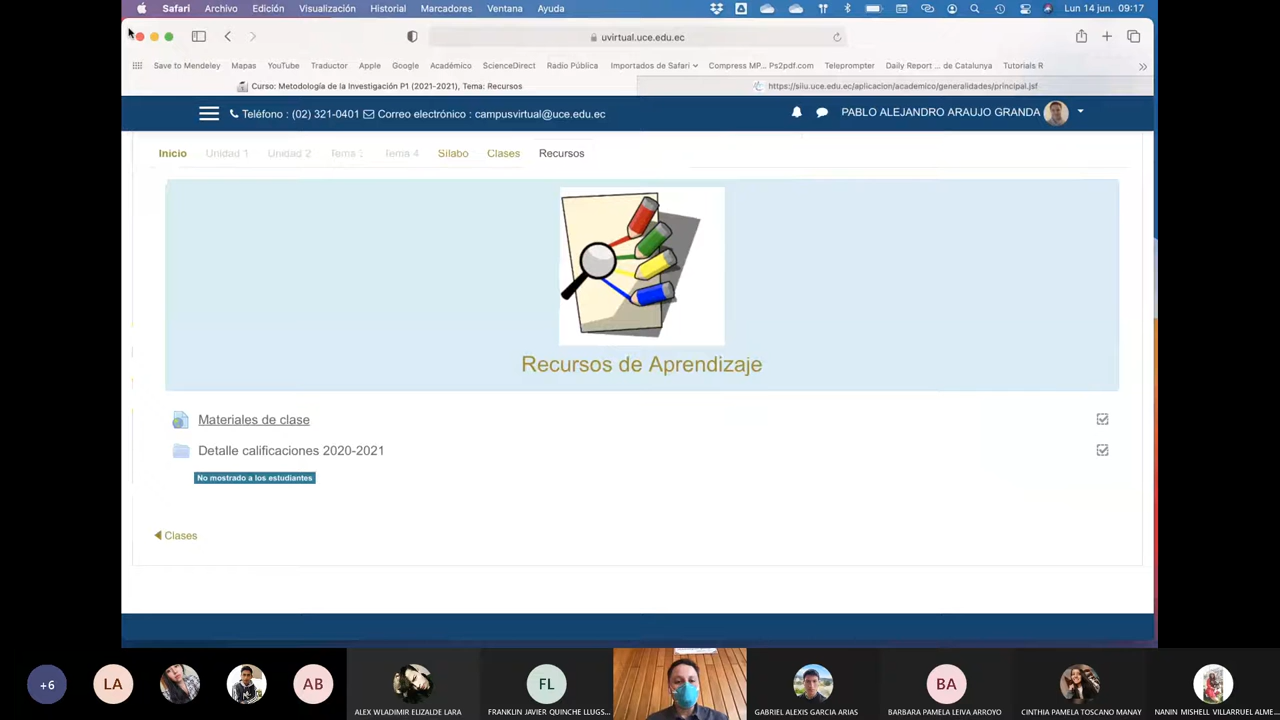 Safari Archivo Edición Visualización Historial Marcadores Ventana Ayuda Lun 14 jun. 09:17
uvirtual.uce.edu.ec
Save to Mendeley Mapas YouTube Traductor Apple Google Académico ScienceDirect Radio Pública Importados de Safari Compress MP... Ps2pdf.com Teleprompter Daily Report ... de Catalunya Tutorials R
Curso: Metodología de la Investigación P1 (2021-2021), Tema: Recursos https://siiu.uce.edu.ec/aplicacion/academico/generalidades/principal.jsf
Teléfono : (02) 321-0401 Correo electrónico : campusvirtual@uce.edu.ec PABLO ALEJANDRO ARAUJO GRANDA
Inicio Unidad 1 Unidad 2 Tema 3 Tema 4 Sílabo Clases Recursos
Recursos de Aprendizaje
Materiales de clase
Detalle calificaciones 2020-2021
No mostrado a los estudiantes
Clases
+6 LA AB FL BA
ALEX WLADIMIR ELIZALDE LARA FRANKLIN JAVIER QUINCHE LLUGS... GABRIEL ALEXIS GARCIA ARIAS BARBARA PAMELA LEIVA ARROYO CINTHIA PAMELA TOSCANO MANAY NANIN MISHELL VILLARRUEL ALME